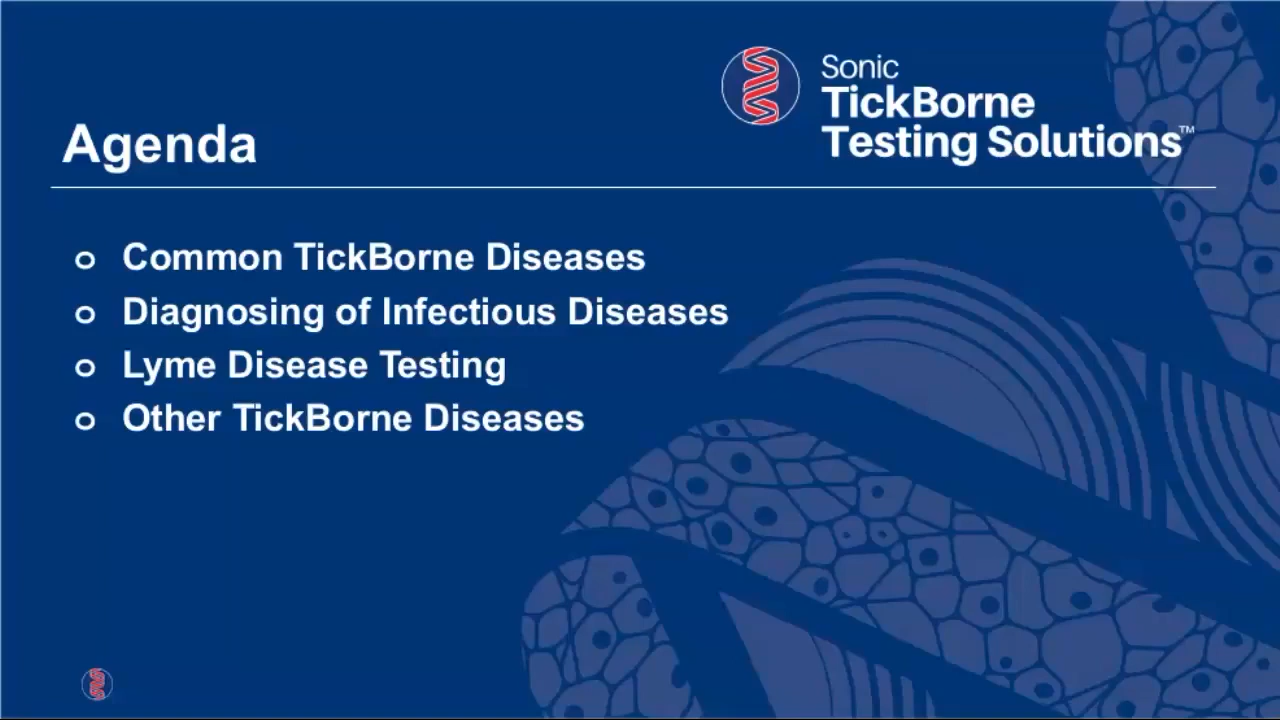 Sonic
TickBorne
Testing Solutions™
Agenda
o Common TickBorne Diseases
o Diagnosing of Infectious Diseases
o Lyme Disease Testing
o Other TickBorne Diseases